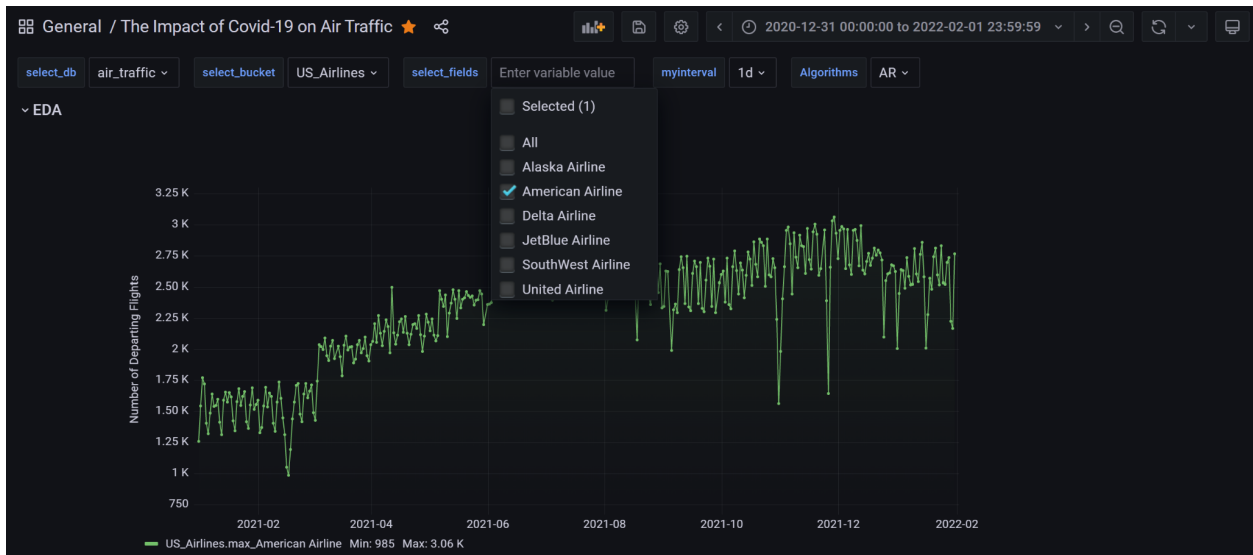 General / The Impact of Covid-19 on Air Traffic
2020-12-31 00:00:00 to 2022-02-01 23:59:59
select_db air_traffic select_bucket US_Airlines select_fields Enter variable value myinterval 1d Algorithms AR
EDA
Selected (1)
All
Alaska Airline
American Airline
Delta Airline
JetBlue Airline
SouthWest Airline
United Airline
Number of Departing Flights
3.25 K
3 K
2.75 K
2.50 K
2.25 K
2 K
1.75 K
1.50 K
1.25 K
1 K
750
2021-02 2021-04 2021-06 2021-08 2021-10 2021-12 2022-02
US_Airlines.max_American Airline Min: 985 Max: 3.06 K